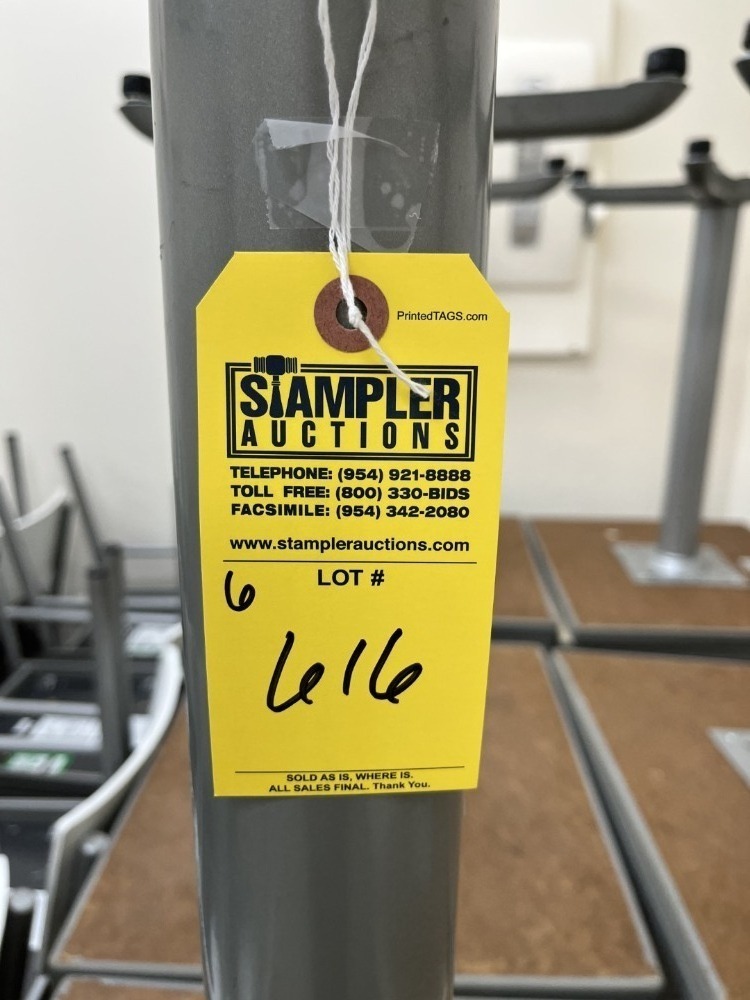 PrintedTAGS.com
STAMPLER
AUCTIONS
TELEPHONE: (954) 921-8888
TOLL FREE: (800) 330-BIDS
FACSIMILE: (954) 342-2080
www.stamplerauctions.com
LOT #
6
616
SOLD AS IS, WHERE IS.
ALL SALES FINAL. Thank You.